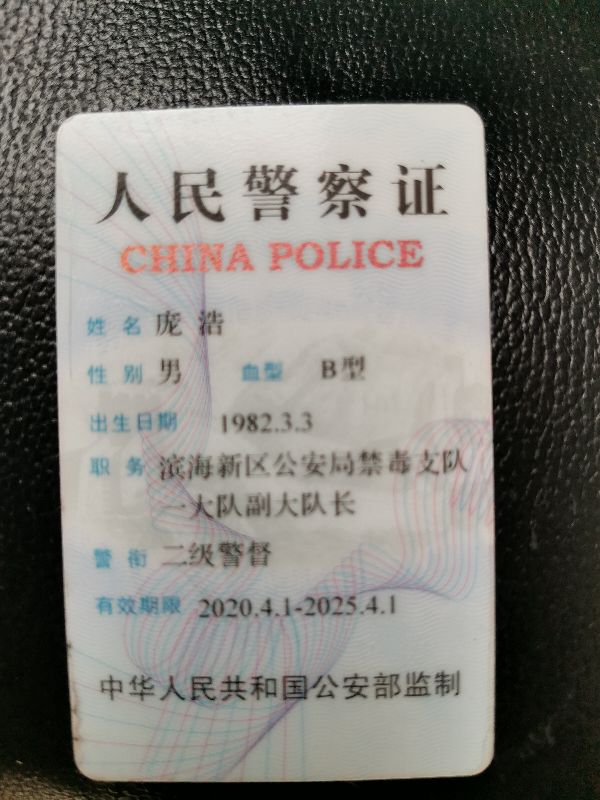 人民警察证
CHINA POLICE
姓 名 庞 浩
性 别 男 血型 B型
出生日期 1982.3.3
职 务 滨海新区公安局禁毒支队
一大队副大队长
警 衔 二级警督
有效期限 2020.4.1-2025.4.1
中华人民共和国公安部监制